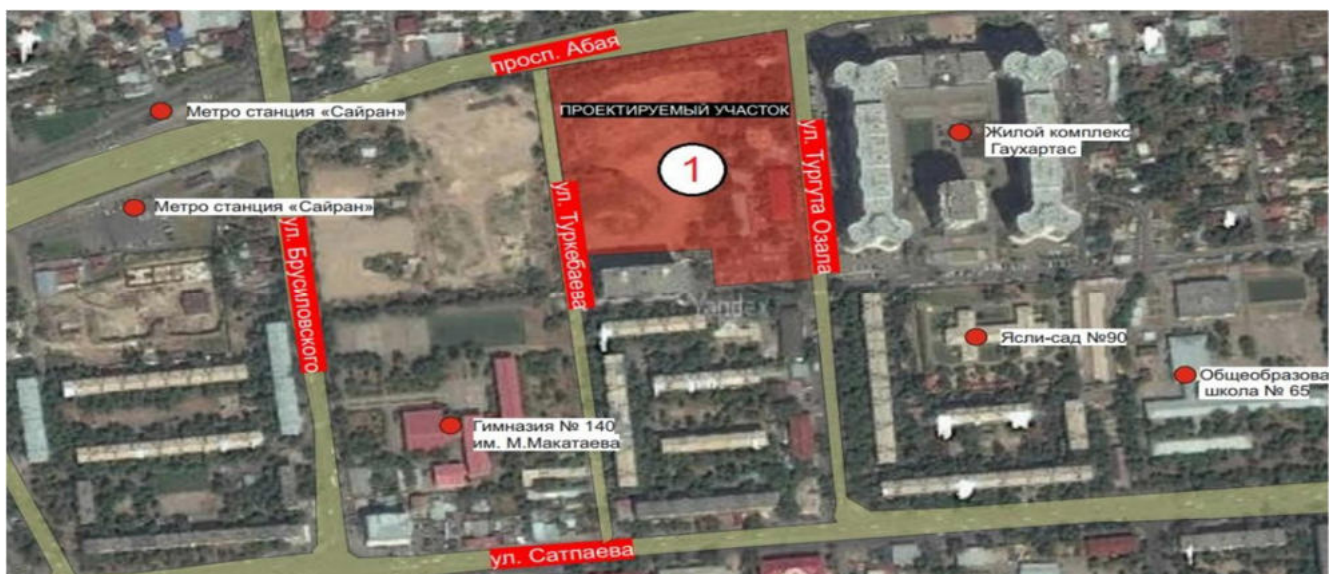 просп. Абая
Метро станция «Сайран»
ПРОЕКТИРУЕМЫЙ УЧАСТОК
ул. Тургута Озала
Жилой комплекс
Гаухартас
1
Метро станция «Сайран»
ул. Брусиловского
ул. Туркебаева
Yandex
Ясли-сад №90
Общеобразова
школа № 65
Гимназия № 140
им. М.Макатаева
ул. Сатпаева